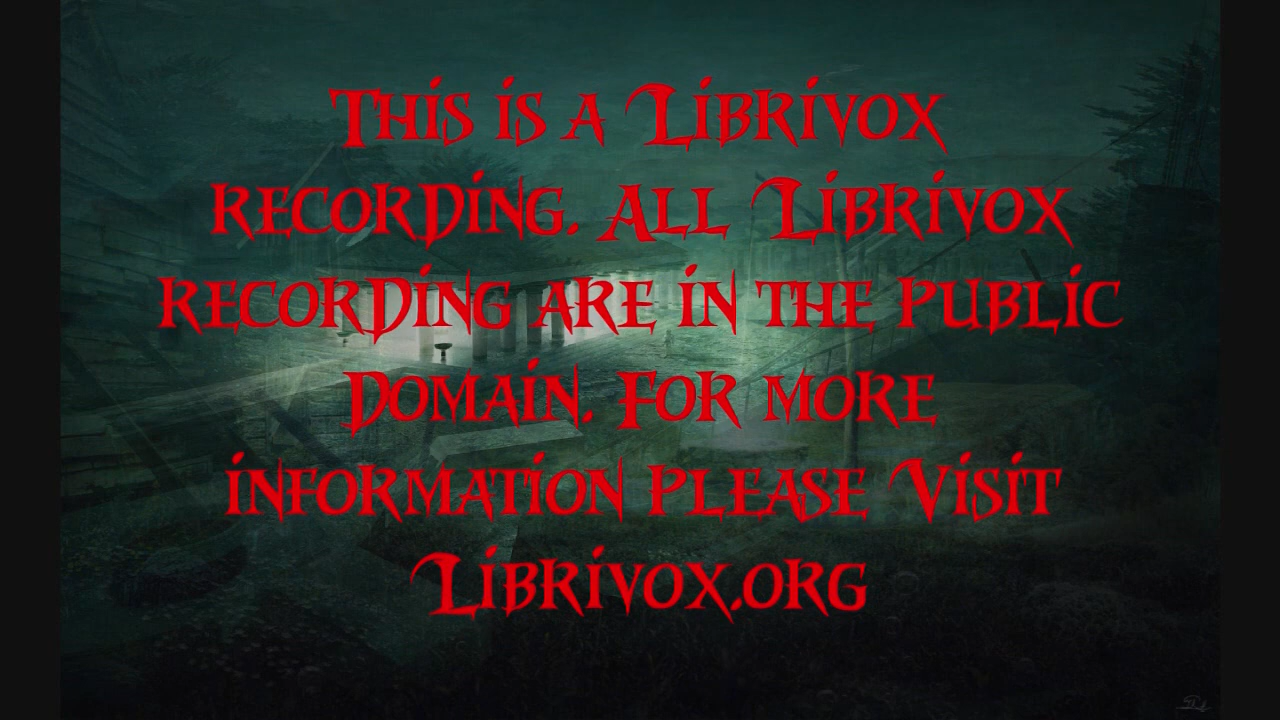 This is a Librivox
recording. All Librivox
recording are in the public
Domain. For more
information please Visit
Librivox.org